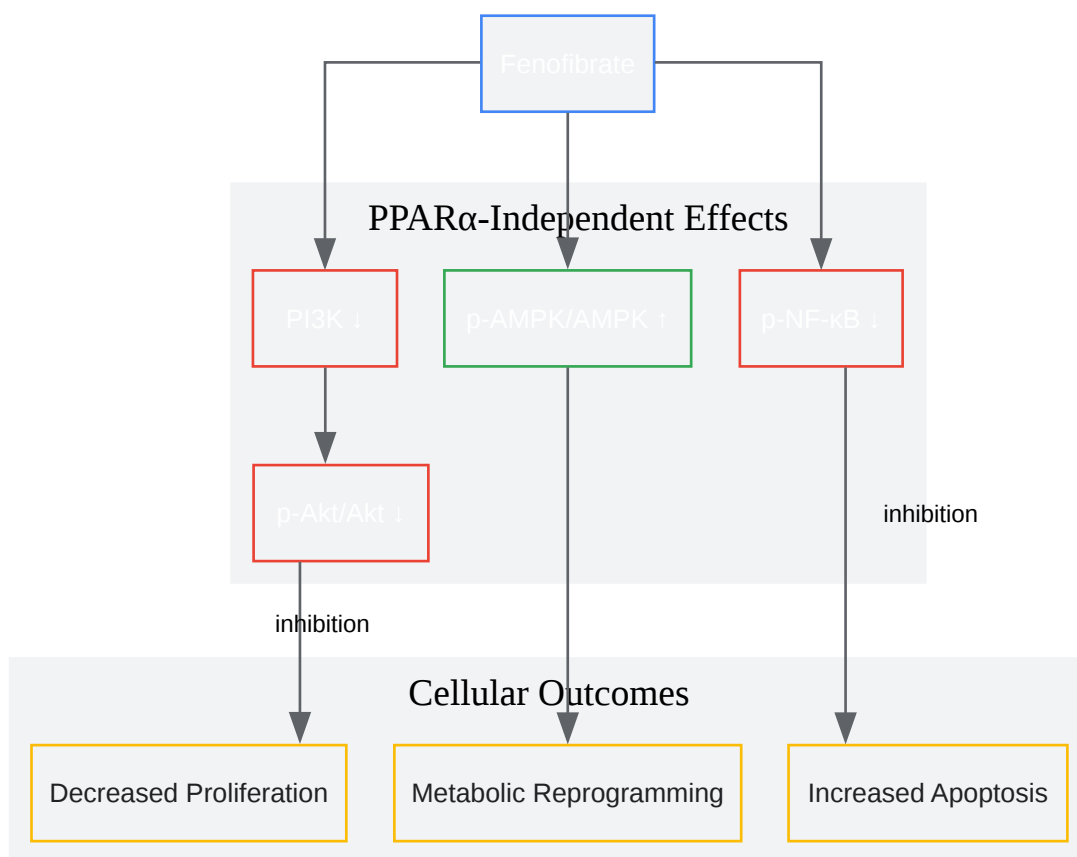 Fenofibrate
PPARα-Independent Effects
PI3K ↓
p-AMPK/AMPK ↑
p-NF-κB ↓
p-Akt/Akt ↓
inhibition
inhibition
Cellular Outcomes
Decreased Proliferation
Metabolic Reprogramming
Increased Apoptosis